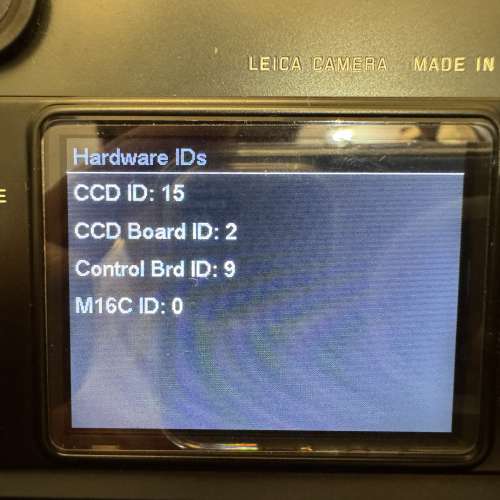 LEICA CAMERA MADE IN
E
Hardware IDs
CCD ID: 15
CCD Board ID: 2
Control Brd ID: 9
M16C ID: 0